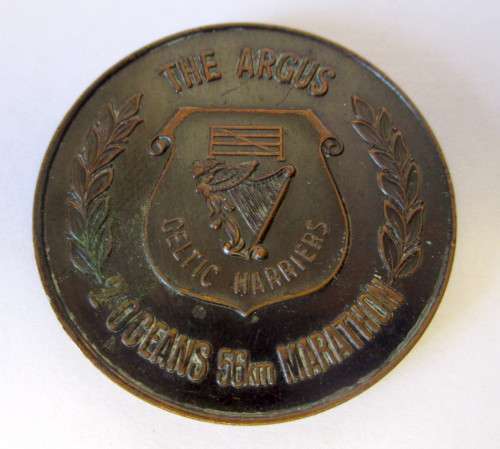 THE ARGUS
CELTIC HARRIERS
"2 OCEANS 56km MARATHON"